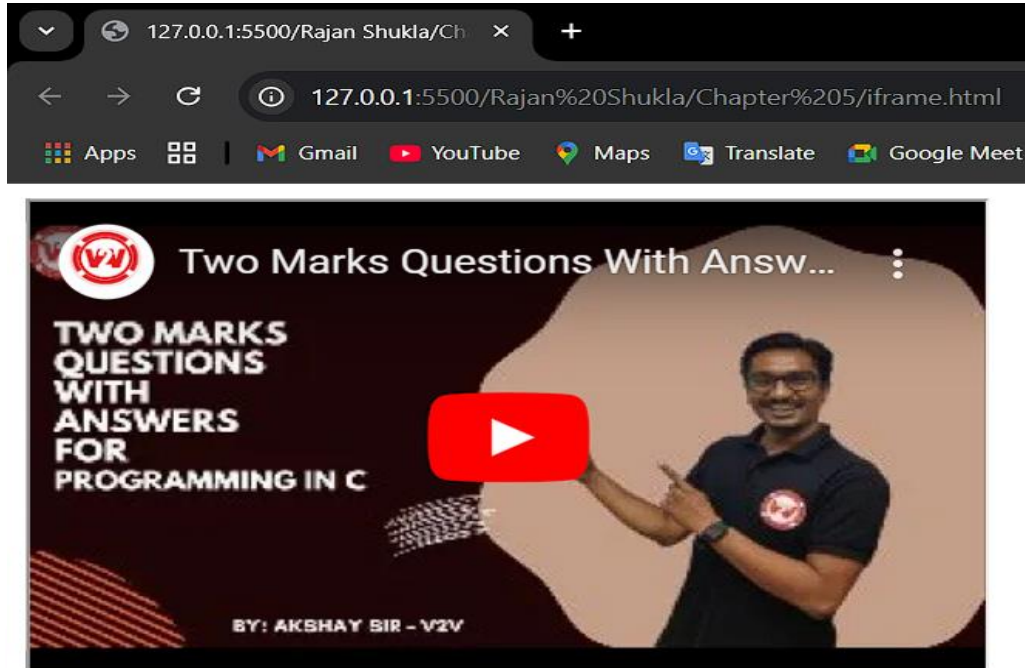 127.0.0.1:5500/Rajan Shukla/Ch
127.0.0.1:5500/Rajan%20Shukla/Chapter%205/iframe.html
Apps Gmail YouTube Maps Translate Google Meet
V2V Two Marks Questions With Answ...
TWO MARKS
QUESTIONS
WITH
ANSWERS
FOR
PROGRAMMING IN C
BY: AKSHAY SIR - V2V